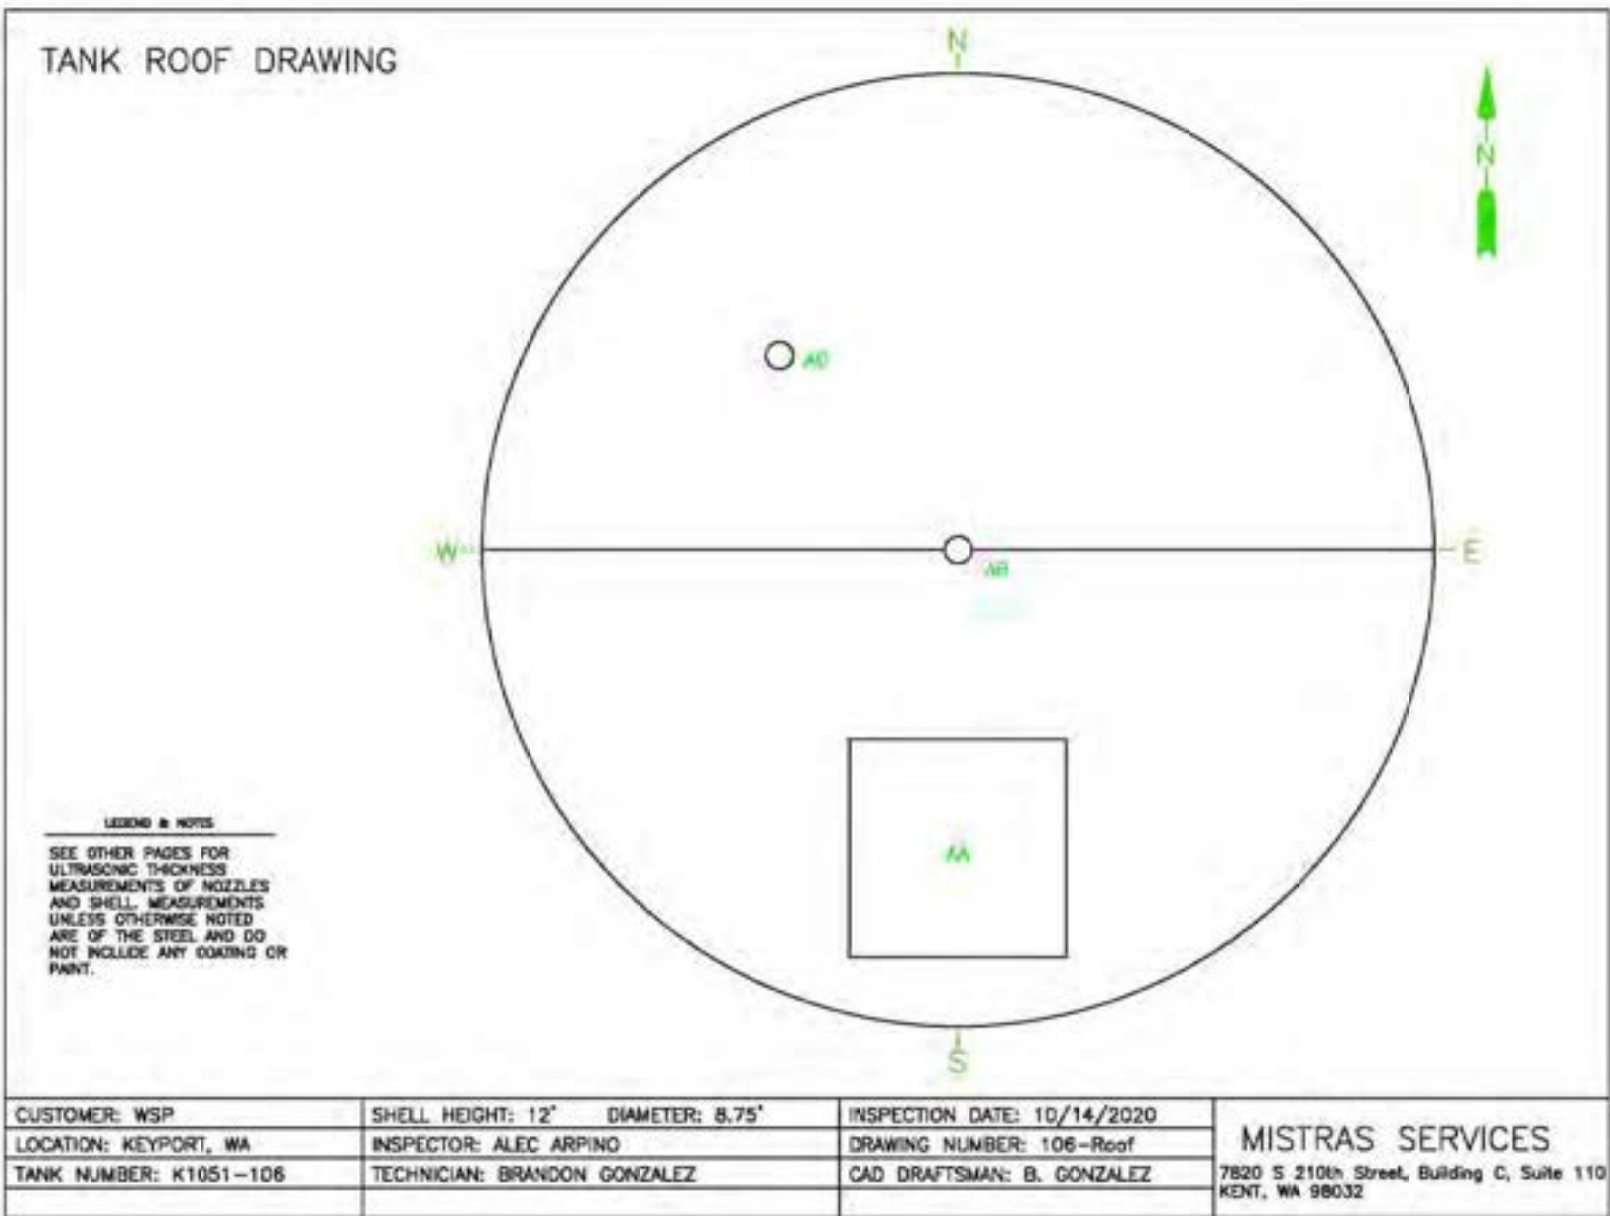 TANK ROOF DRAWING
N
N
W
E
AB
AA
S
LEGEND & NOTES
SEE OTHER PAGES FOR
ULTRASONIC THICKNESS
MEASUREMENTS OF NOZZLES
AND SHELL. MEASUREMENTS
UNLESS OTHERWISE NOTED
ARE OF THE STEEL AND DO
NOT INCLUDE ANY COATING OR
PAINT.
CUSTOMER: WSP
SHELL HEIGHT: 12' DIAMETER: 8.75'
INSPECTION DATE: 10/14/2020
LOCATION: KEYPORT, WA
INSPECTOR: ALEC ARPINO
DRAWING NUMBER: 106-Roof
TANK NUMBER: K1051-106
TECHNICIAN: BRANDON GONZALEZ
CAD DRAFTSMAN: B. GONZALEZ
MISTRAS SERVICES
7820 S 210th Street, Building C, Suite 110
KENT, WA 98032